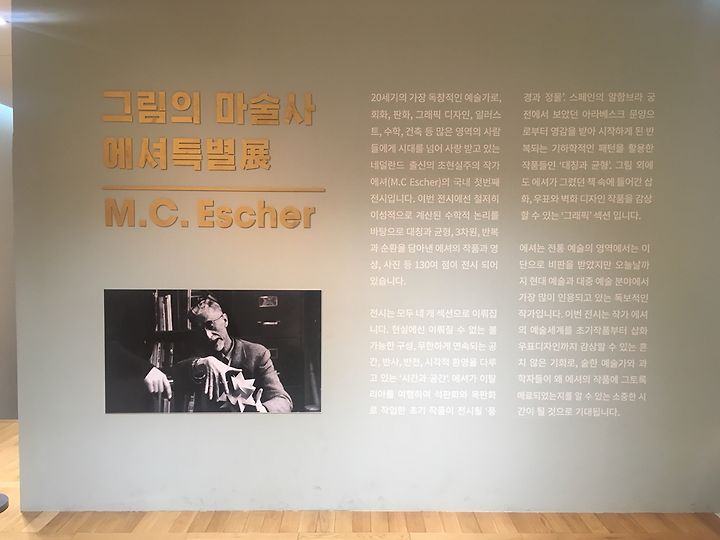 그림의 마술사
에셔특별展
M.C. Escher
20세기의 가장 독창적인 예술가로,
회화, 판화, 그래픽 디자인, 일러스
트, 수학, 건축 등 많은 영역의 사람
들에게 시대를 넘어 사랑 받고 있는
네덜란드 출신의 초현실주의 작가
에셔(M.C Escher)의 국내 첫번째
전시입니다. 이번 전시에선 철저히
이성적으로 계산된 수학적 논리를
바탕으로 대칭과 균형, 3차원, 반복
과 순환을 담아낸 에셔의 작품과 영
상, 사진 등 130여 점이 전시 되어
있습니다.
전시는 모두 네 개 섹션으로 이뤄집
니다. 현실에선 이뤄질 수 없는 불
가능한 구성, 무한하게 연속되는 공
간, 반사, 반전, 시각적 환영을 다루
고 있는 '시간과 공간' 에셔가 이탈
리아를 여행하여 석판화와 목판화
로 작업한 초기 작품이 전시될 '풍
경과 정물'. 스페인의 알함브라 궁
전에서 보았던 아라베스크 문양으
로부터 영감을 받아 시작하게 된 반
복되는 기하학적인 패턴을 활용한
작품들인 '대칭과 균형'. 그림 외에
도 에셔가 그렸던 책 속에 들어간 삽
화, 우표와 벽화 디자인 작품을 감상
할 수 있는 '그래픽' 섹션 입니다.
에셔는 전통 예술의 영역에서는 이
단으로 비판을 받았지만 오늘날까
지 현대 예술과 대중 예술 분야에서
가장 많이 인용되고 있는 독보적인
작가입니다. 이번 전시는 작가 에셔
의 예술세계를 초기작품부터 삽화
우표디자인까지 감상할 수 있는 흔
치 않은 기회로, 숱한 예술가와 과
학자들이 왜 에셔의 작품에 그토록
매료되었는지를 알 수 있는 소중한 시
간이 될 것으로 기대됩니다.